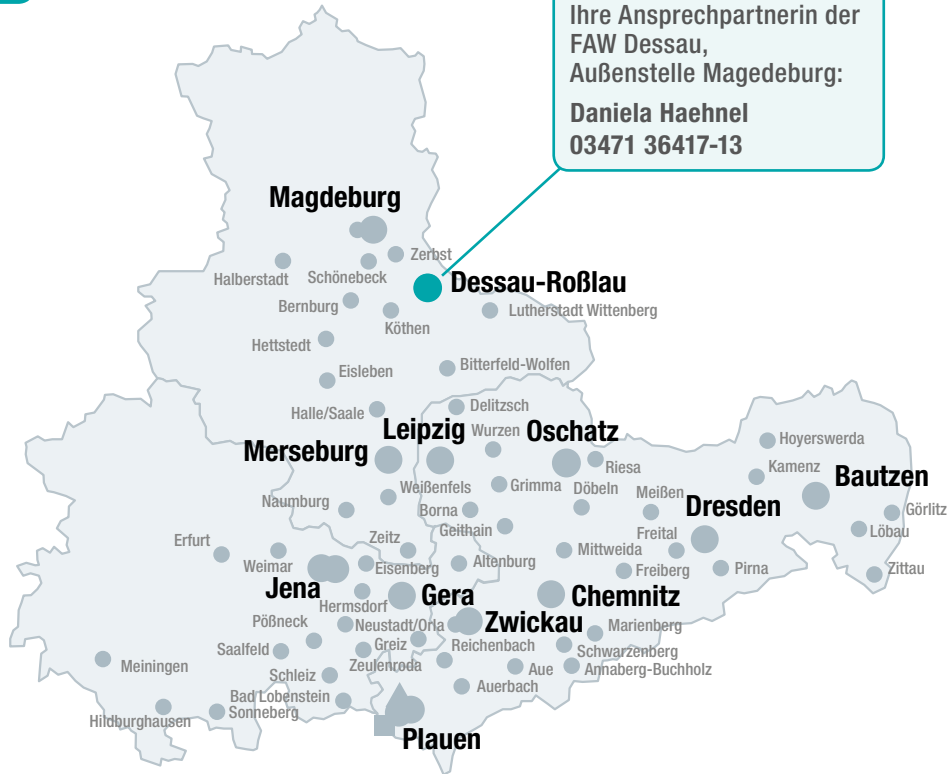 Ihre Ansprechpartnerin der
FAW Dessau,
Außenstelle Magedeburg:
Daniela Haehnel
03471 36417-13
Magdeburg
Zerbst
Halberstadt
Schönebeck
Dessau-Roßlau
Bernburg
Köthen
Lutherstadt Wittenberg
Hettstedt
Eisleben
Bitterfeld-Wolfen
Halle/Saale
Delitzsch
Leipzig
Wurzen
Oschatz
Merseburg
Hoyerswerda
Riesa
Kamenz
Bautzen
Naumburg
Weißenfels
Grimma
Döbeln
Meißen
Borna
Dresden
Görlitz
Geithain
Freital
Löbau
Erfurt
Zeitz
Weimar
Eisenberg
Altenburg
Mittweida
Freiberg
Pirna
Zittau
Jena
Gera
Chemnitz
Hermsdorf
Pößneck
Neustadt/Orla
Zwickau
Marienberg
Saalfeld
Greiz
Reichenbach
Schwarzenberg
Meiningen
Zeulenroda
Aue
Annaberg-Buchholz
Schleiz
Auerbach
Bad Lobenstein
Hildburghausen
Sonneberg
Plauen